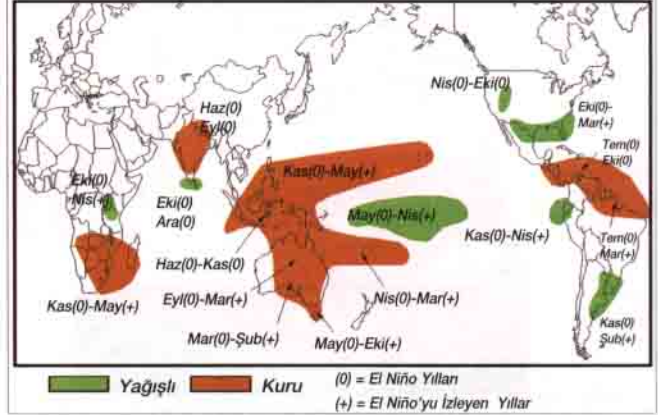 Nis(0)-Eki(0)
Haz(0)
Eyl(0)
Eki(0)-
Mar(+)
Tem(0)
Eki(0)
Kas(0)-May(+)
Eki(0)
Nis(+)
Eki(0)
Ara(0)
May(0)-Nis(+)
Kas(0)-Nis(+)
Tem(0)
Mar(+)
Haz(0)-Kas(0)
Kas(0)-May(+)
Eyl(0)-Mar(+)
Nis(0)-Mar(+)
Mar(0)-Şub(+)
May(0)-Eki(+)
Kas(0)
Şub(+)
Yağışlı
Kuru
(0) = El Niño Yılları
(+) = El Niño'yu İzleyen Yıllar